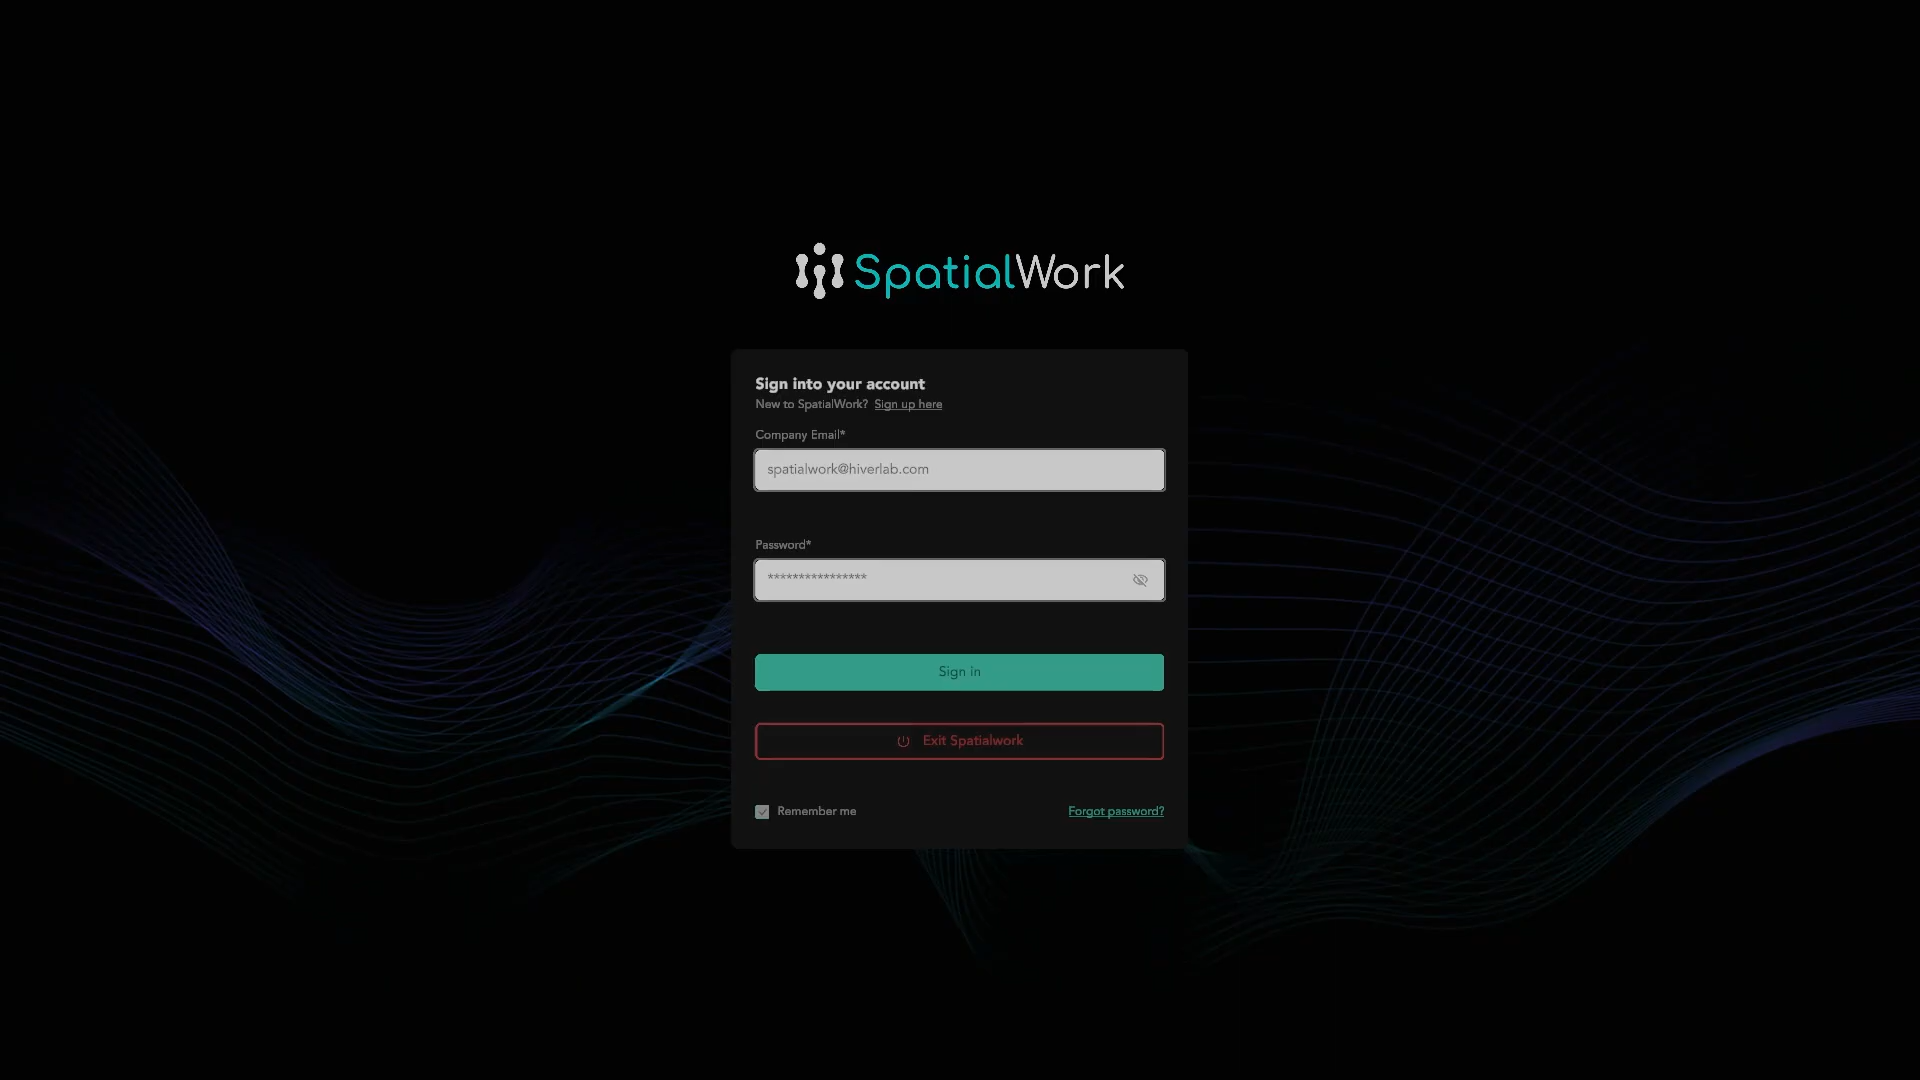 SpatialWork
Sign into your account
New to SpatialWork? Sign up here
Company Email*
spatialwork@hiverlab.com
Password*
****************
Sign in
Exit Spatialwork
Remember me
Forgot password?